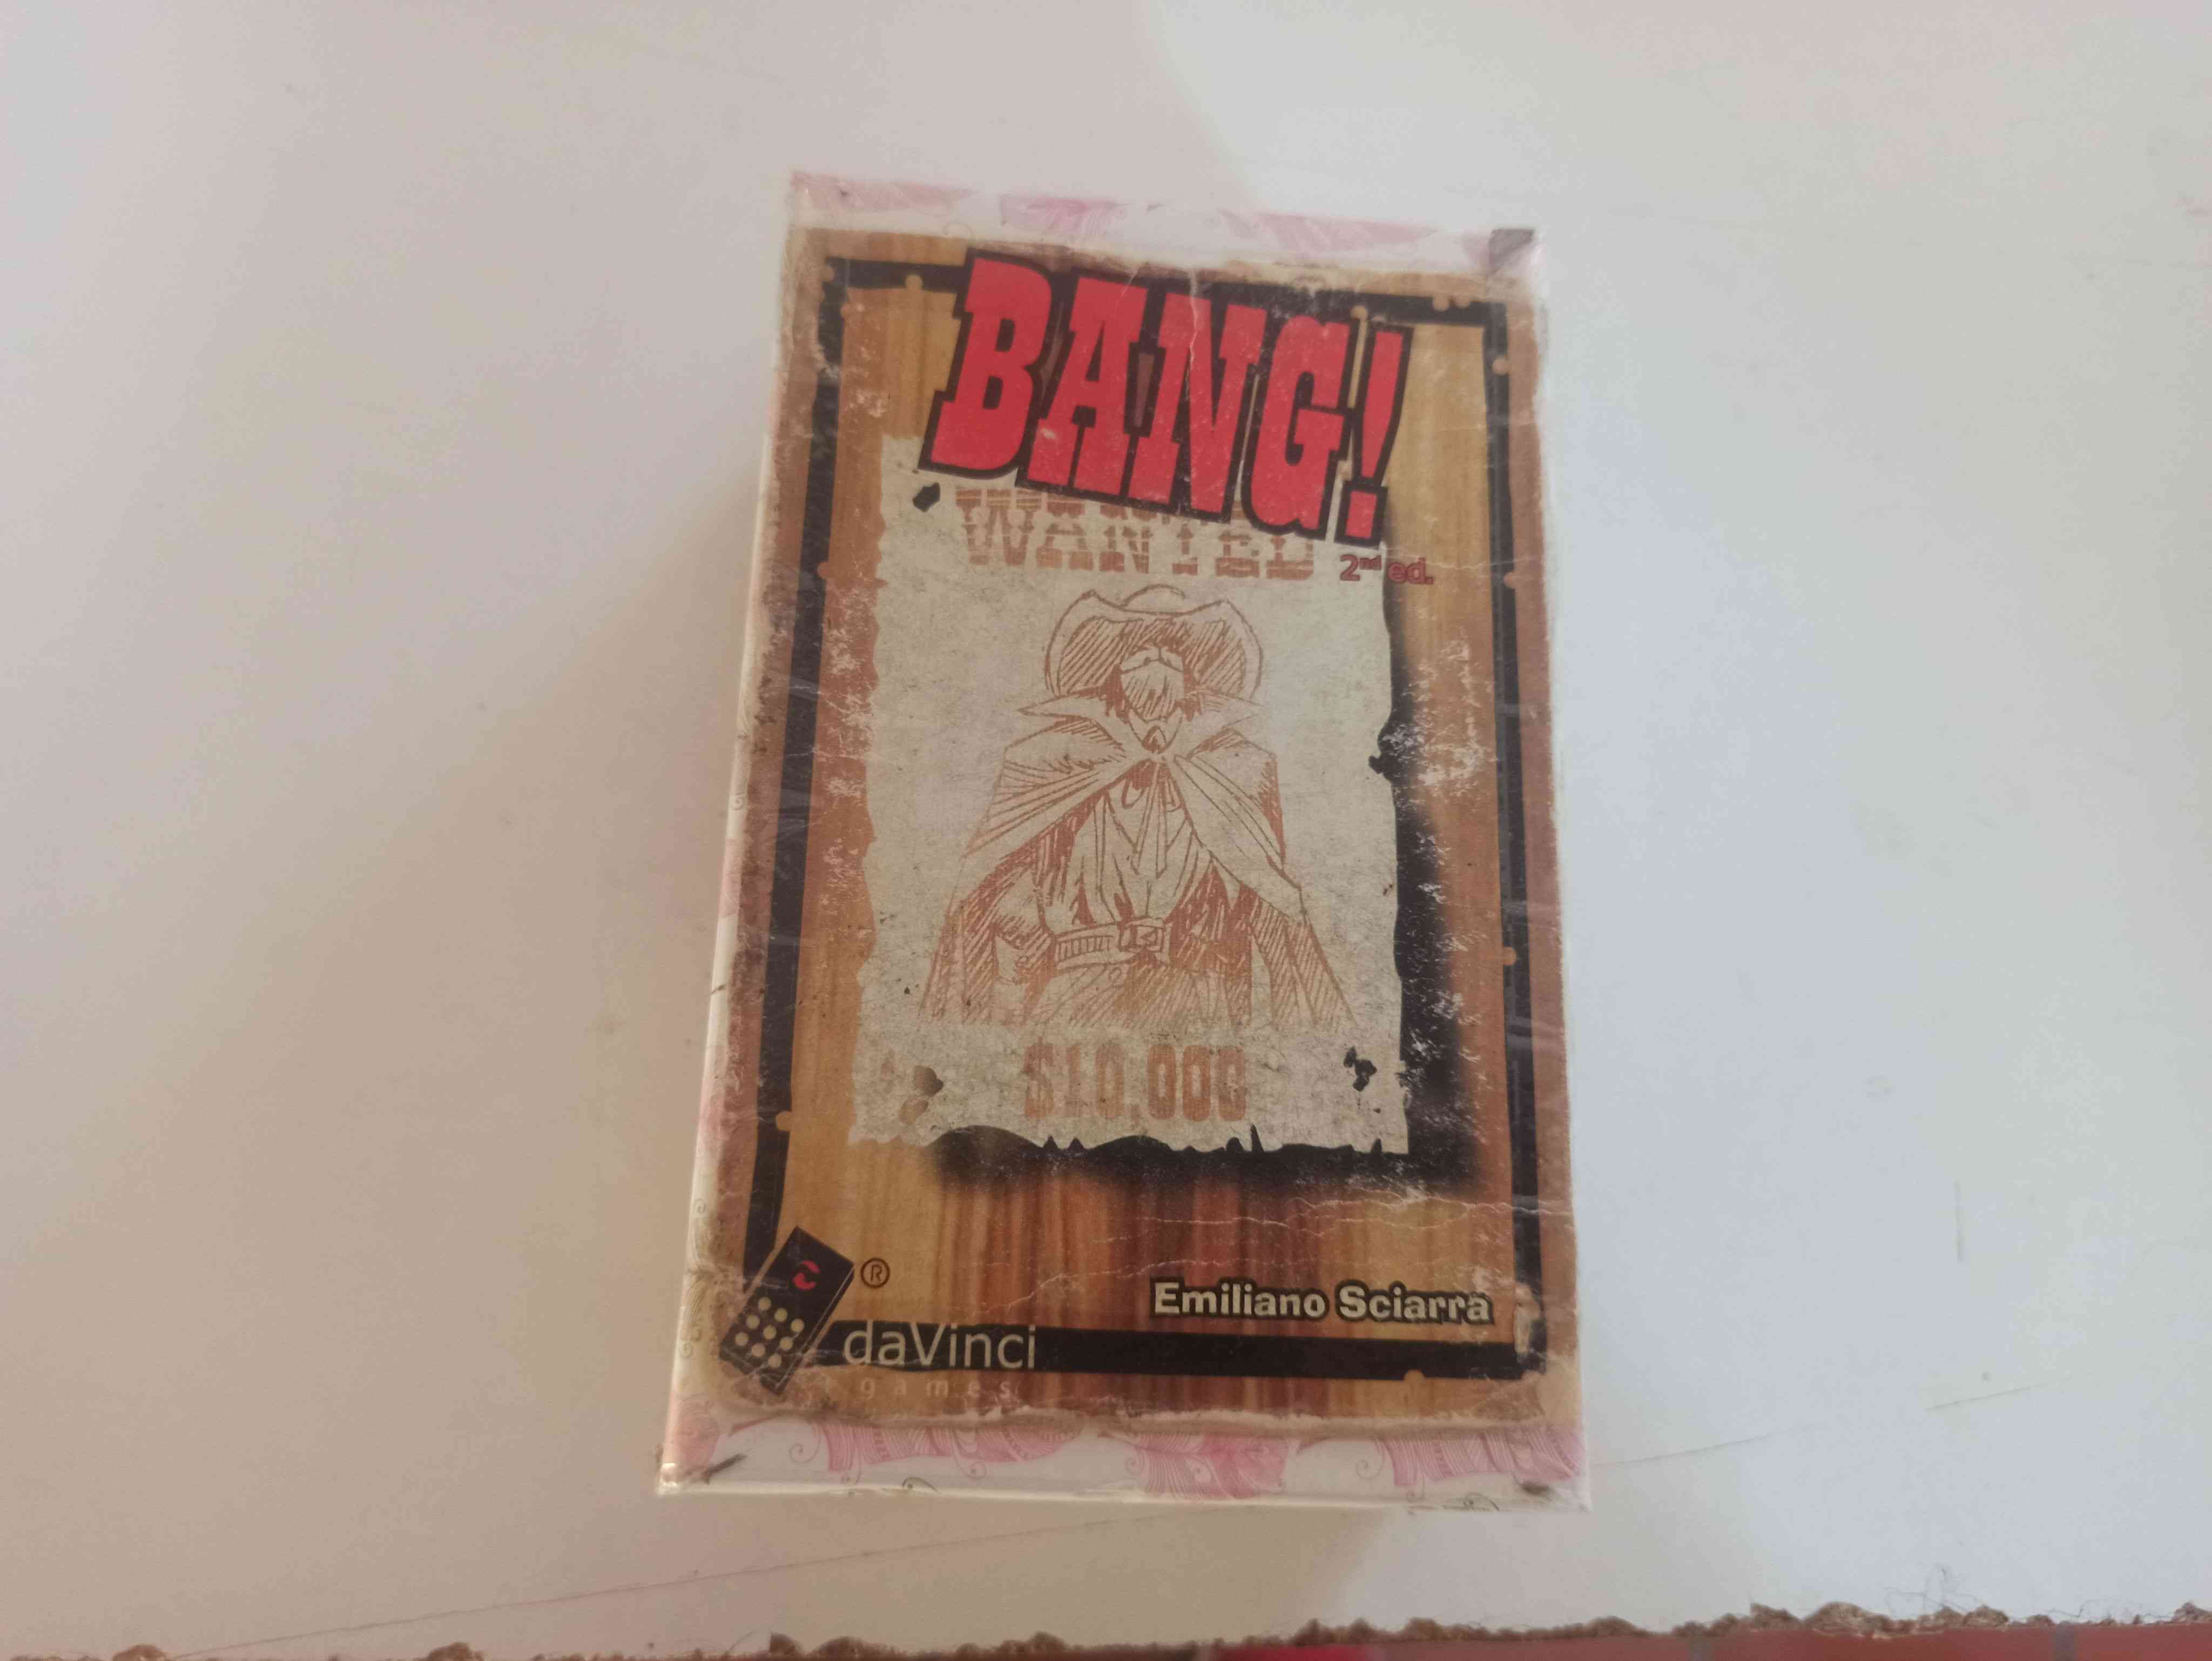 BANG!
WANTED
2nd ed.
$10.000
®
Emiliano Sciarra
daVinci
games